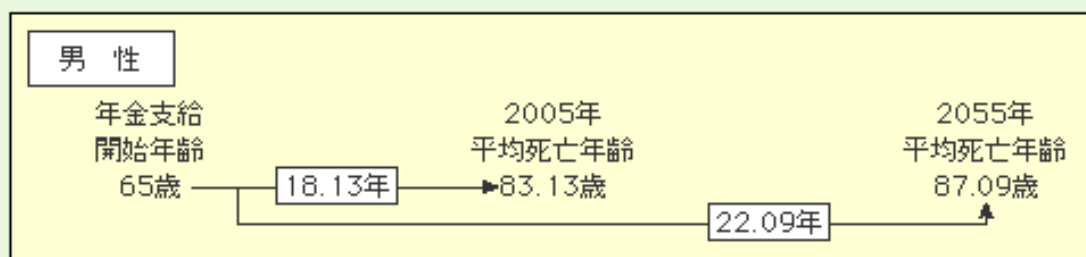 男 性
年金支給 2005年 2055年
開始年齢 平均死亡年齢 平均死亡年齢
65歳 18.13年 83.13歳 87.09歳
22.09年